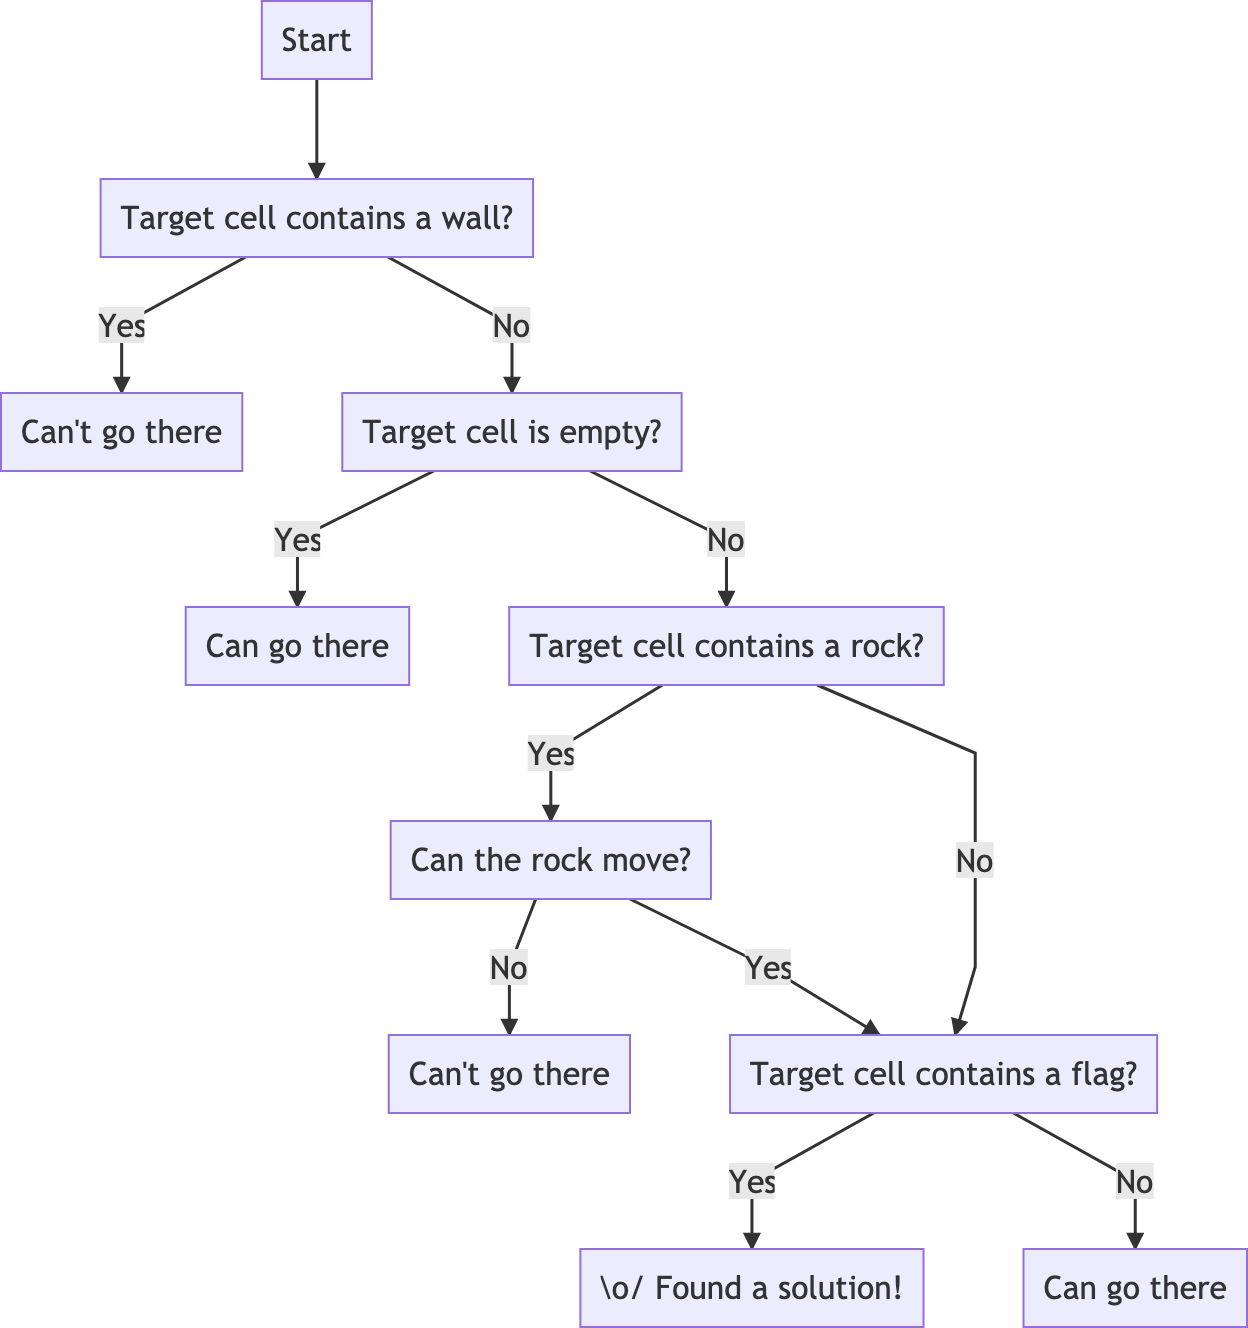 Start
Target cell contains a wall?
Yes
No
Can't go there
Target cell is empty?
Yes
No
Can go there
Target cell contains a rock?
Yes
Can the rock move?
No
No
Yes
Can't go there
Target cell contains a flag?
Yes
No
\o/ Found a solution!
Can go there